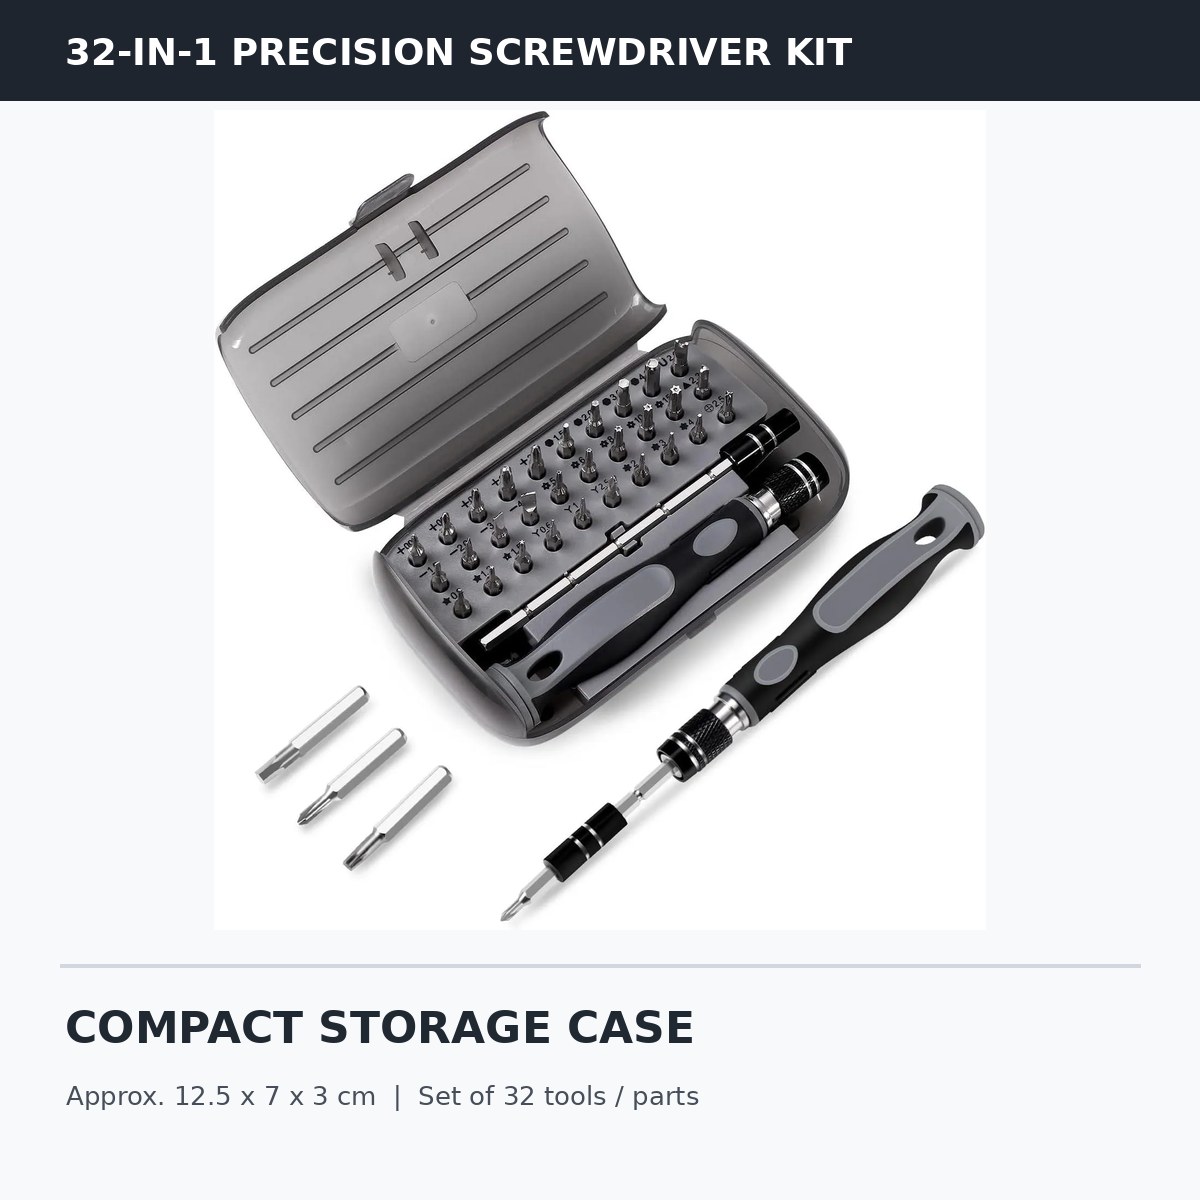 32-IN-1 PRECISION SCREWDRIVER KIT
COMPACT STORAGE CASE
Approx. 12.5 x 7 x 3 cm | Set of 32 tools / parts